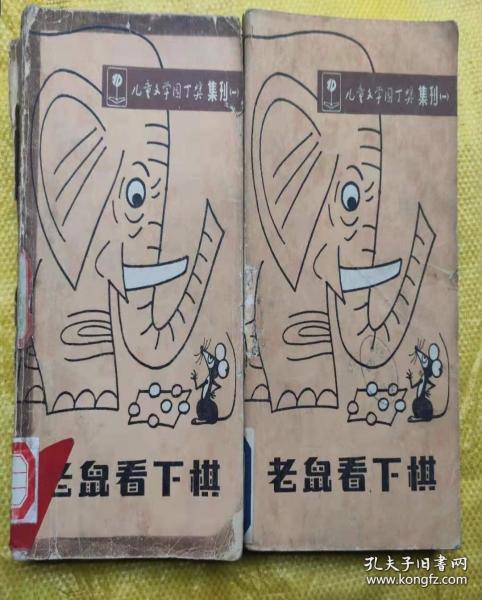 儿童文学园丁奖 集刊(一)
老鼠看下棋
儿童文学园丁奖 集刊(一)
老鼠看下棋
孔夫子旧书网
www.kongfz.com